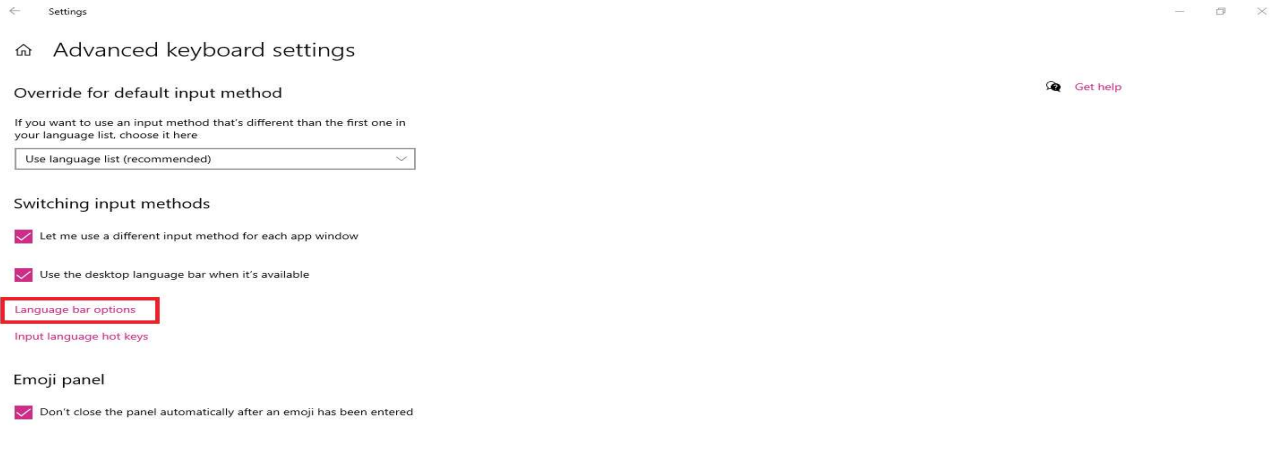 Settings
Advanced keyboard settings
Override for default input method
Get help
If you want to use an input method that's different than the first one in
your language list, choose it here
Use language list (recommended)
Switching input methods
Let me use a different input method for each app window
Use the desktop language bar when it's available
Language bar options
Input language hot keys
Emoji panel
Don't close the panel automatically after an emoji has been entered